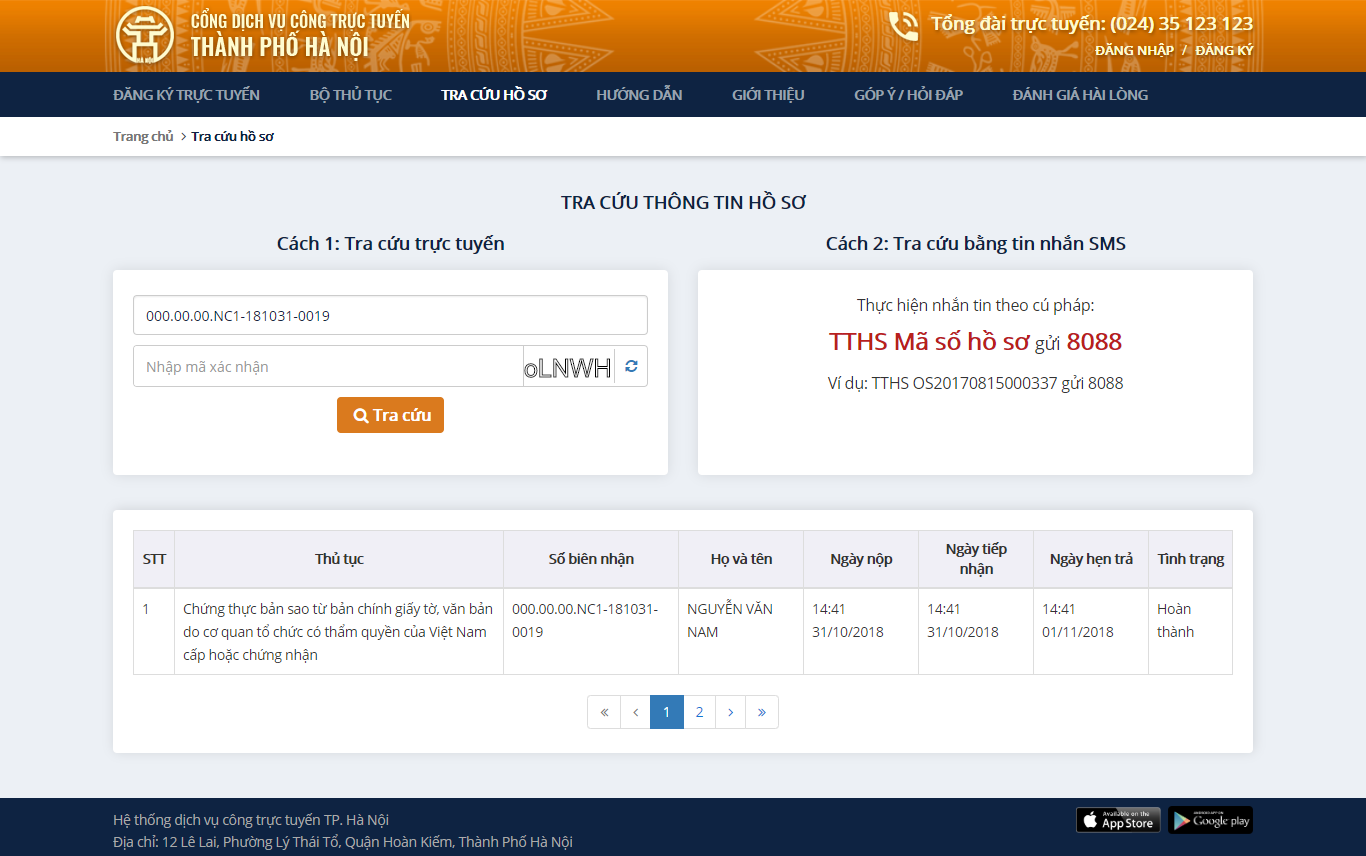 CỔNG DỊCH VỤ CÔNG TRỰC TUYẾN
THÀNH PHỐ HÀ NỘI
HÀ NỘI
Tổng đài trực tuyến: (024) 35 123 123
ĐĂNG NHẬP / ĐĂNG KÝ
ĐĂNG KÝ TRỰC TUYẾN BỘ THỦ TỤC TRA CỨU HỒ SƠ HƯỚNG DẪN GIỚI THIỆU GÓP Ý / HỎI ĐÁP ĐÁNH GIÁ HÀI LÒNG
Trang chủ > Tra cứu hồ sơ
TRA CỨU THÔNG TIN HỒ SƠ
Cách 1: Tra cứu trực tuyến
000.00.00.NC1-181031-0019
Nhập mã xác nhận oLNWH
Tra cứu
Cách 2: Tra cứu bằng tin nhắn SMS
Thực hiện nhắn tin theo cú pháp:
TTHS Mã số hồ sơ gửi 8088
Ví dụ: TTHS OS20170815000337 gửi 8088
STT Thủ tục Số biên nhận Họ và tên Ngày nộp Ngày tiếp nhận Ngày hẹn trả Tình trạng
1 Chứng thực bản sao từ bản chính giấy tờ, văn bản 000.00.00.NC1-181031- NGUYỄN VĂN 14:41 14:41 14:41 Hoàn
do cơ quan tổ chức có thẩm quyền của Việt Nam 0019 NAM 31/10/2018 31/10/2018 01/11/2018 thành
cấp hoặc chứng nhận
« ‹ 1 2 › »
Hệ thống dịch vụ công trực tuyến TP. Hà Nội
Địa chỉ: 12 Lê Lai, Phường Lý Thái Tổ, Quận Hoàn Kiếm, Thành Phố Hà Nội
Available on the
App Store
ANDROID APP ON
Google play